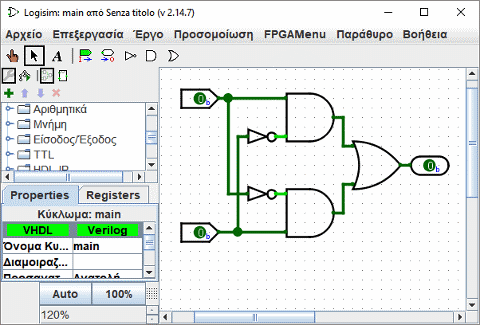 Logisim: main από Senza titolo (v 2.14.7)
Αρχείο Επεξεργασία Έργο Προσομοίωση FPGAMenu Παράθυρο Βοήθεια
A
Αριθμητικά
Μνήμη
Είσοδος/Έξοδος
TTL
HDL-IP
Properties Registers
Κύκλωμα: main
VHDL Verilog
Όνομα Κυ... main
Διαμοιραζ...
Προσανατ... Ανατολή
Auto 100%
120%
0b
0b
0b